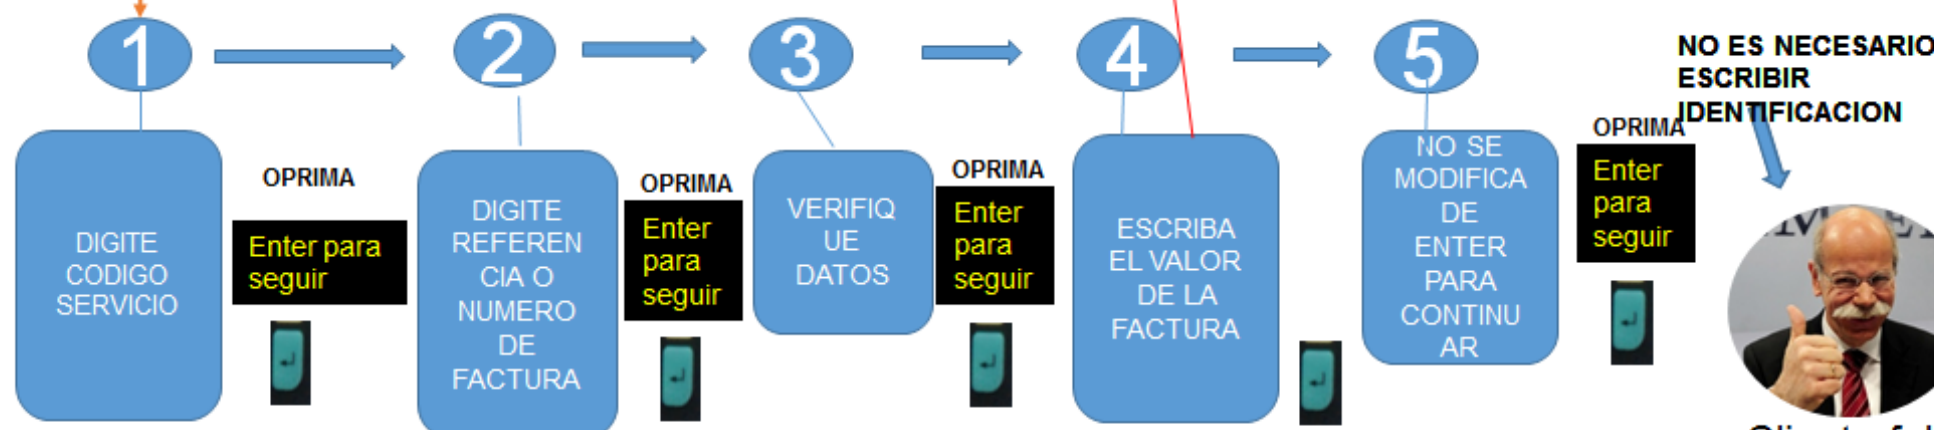 1
2
3
4
5
NO ES NECESARIO
ESCRIBIR
IDENTIFICACION
DIGITE
CODIGO
SERVICIO
OPRIMA
Enter para
seguir
DIGITE
REFEREN
CIA O
NUMERO
DE
FACTURA
OPRIMA
Enter
para
seguir
VERIFIQ
UE
DATOS
OPRIMA
Enter
para
seguir
ESCRIBA
EL VALOR
DE LA
FACTURA
NO SE
MODIFICA
DE
ENTER
PARA
CONTINU
AR
OPRIMA
Enter
para
seguir